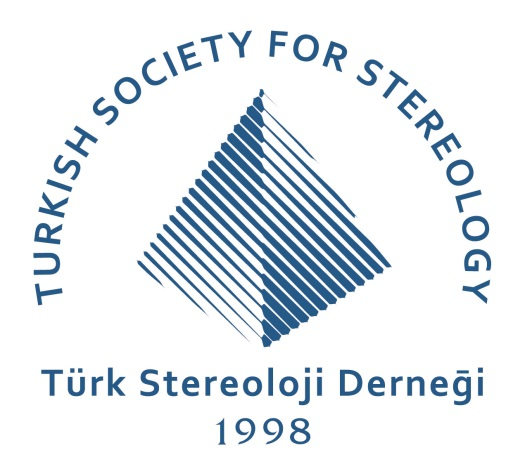 TURKISH SOCIETY FOR STEREOLOGY
Türk Stereoloji Derneği
1998